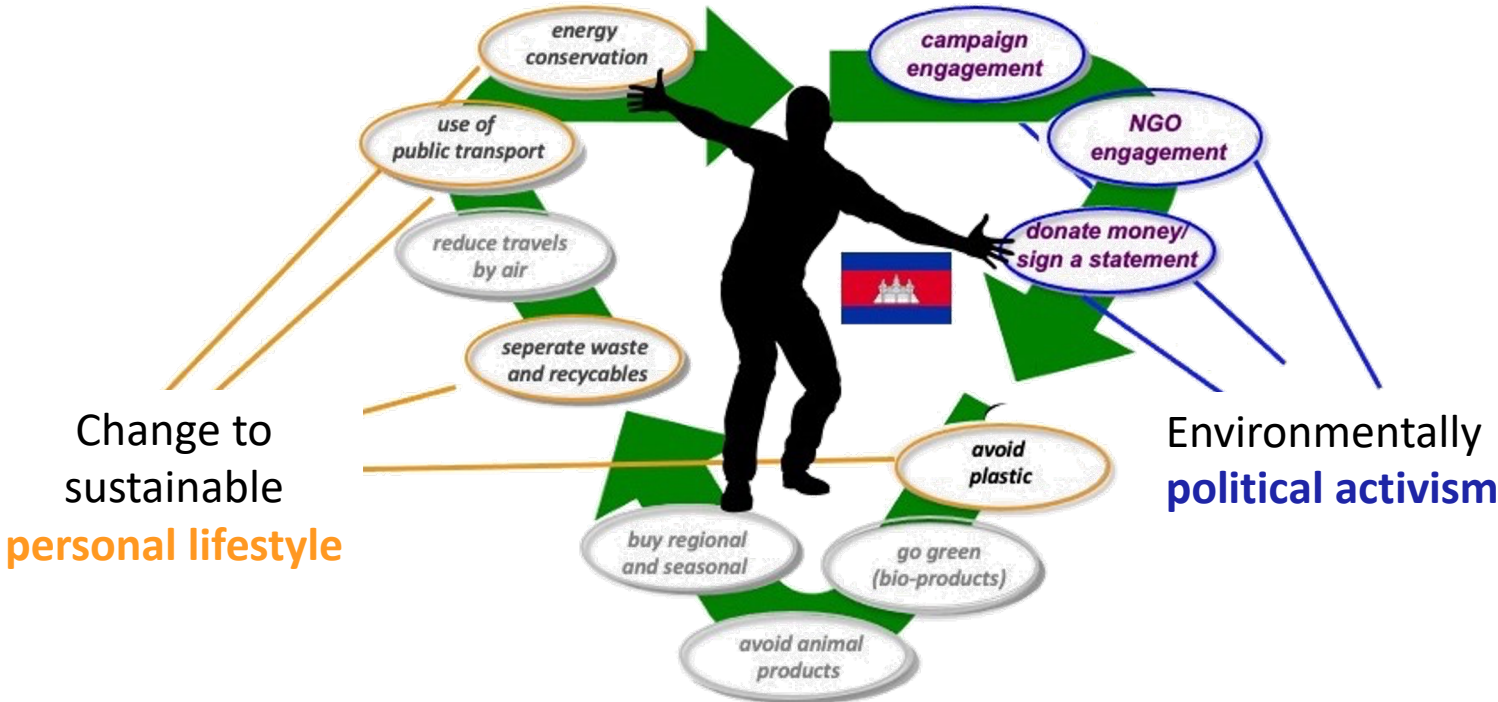 energy
conservation
campaign
engagement
use of
public transport
NGO
engagement
reduce travels
by air
donate money/
sign a statement
seperate waste
and recycables
Change to
sustainable
personal lifestyle
avoid
plastic
Environmentally
political activism
buy regional
and seasonal
go green
(bio-products)
avoid animal
products